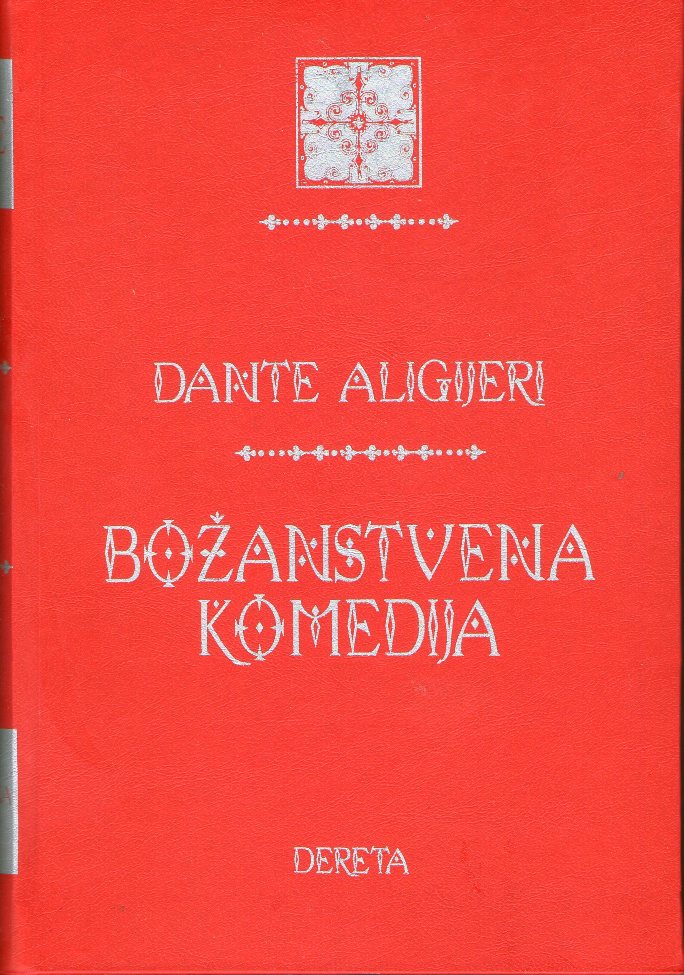 DANTE ALIGIJERI
BOŽANSTVENA
KOMEDIJA
DERETA